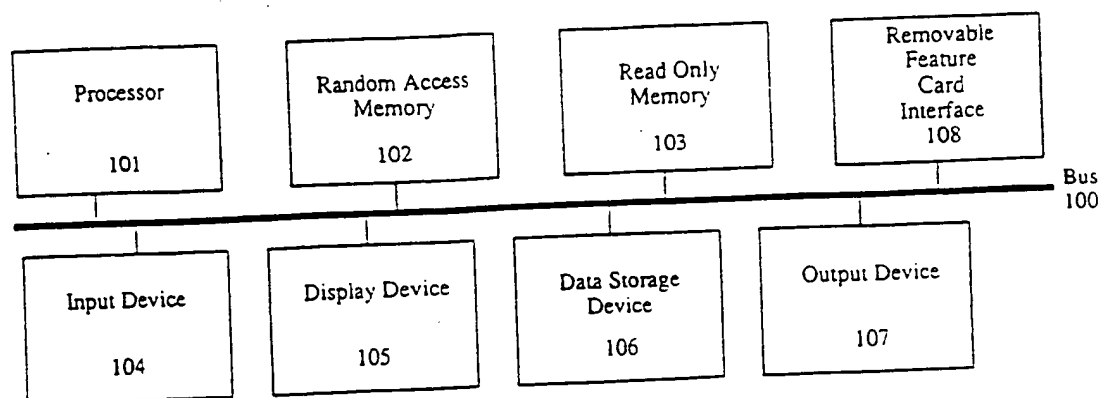 Processor
101
Random Access
Memory
102
Read Only
Memory
103
Removable
Feature
Card
Interface
108
Bus
100
Input Device
104
Display Device
105
Data Storage
Device
106
Output Device
107